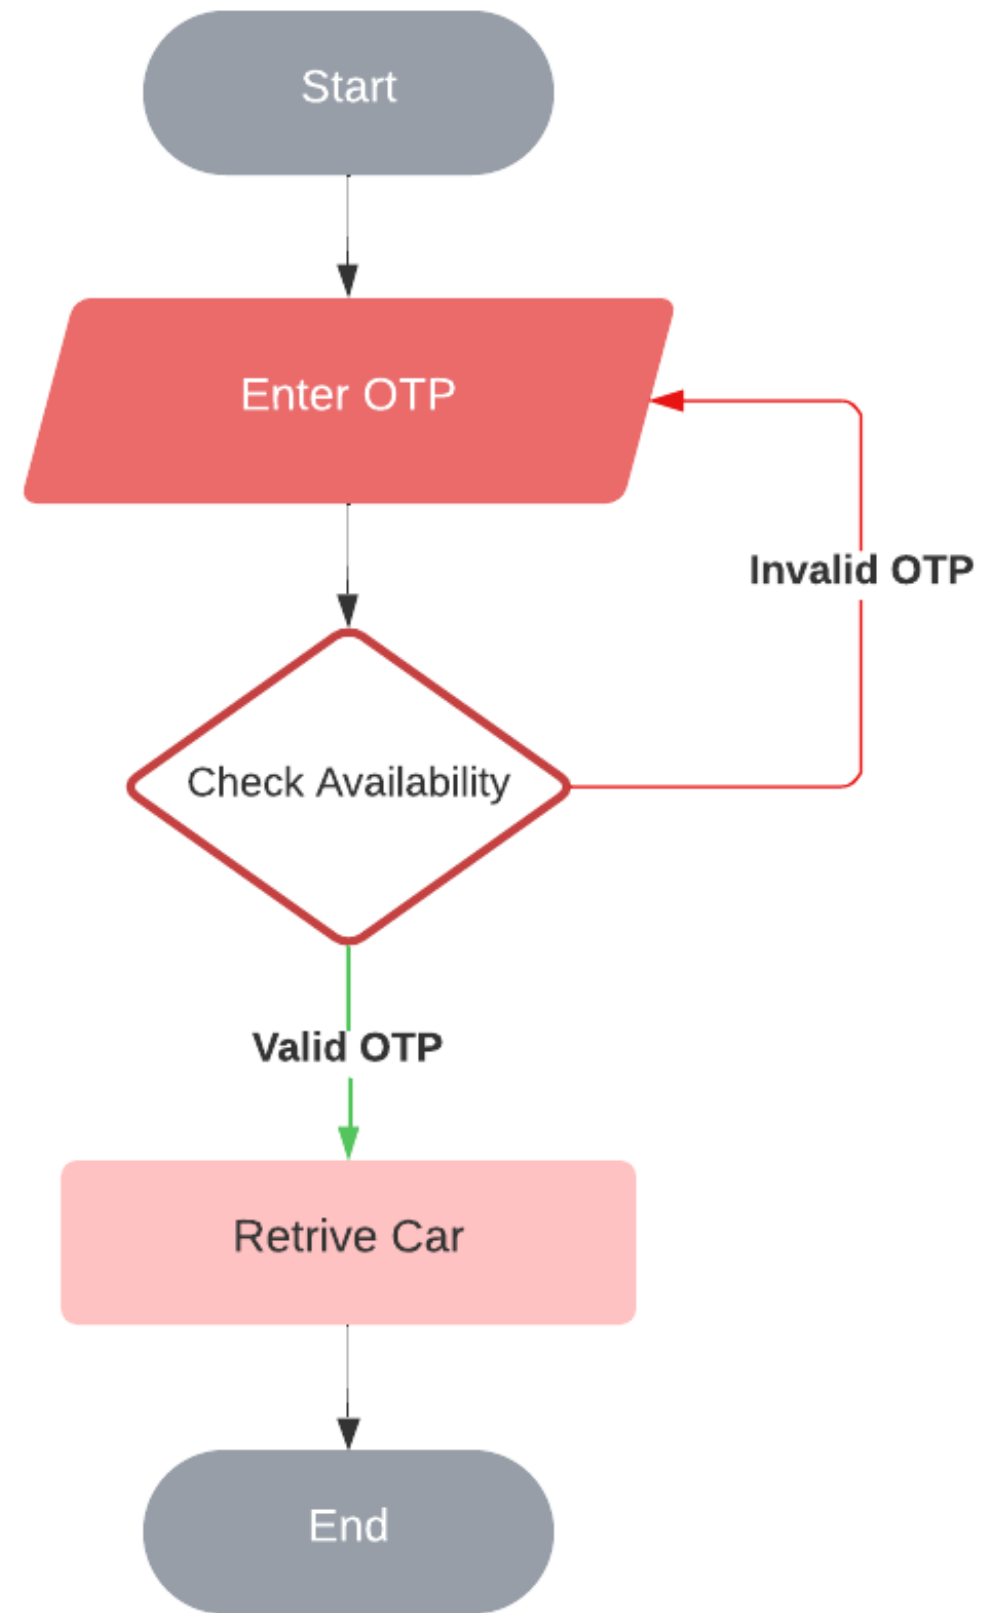 Start
Enter OTP
Invalid OTP
Check Availability
Valid OTP
Retrive Car
End